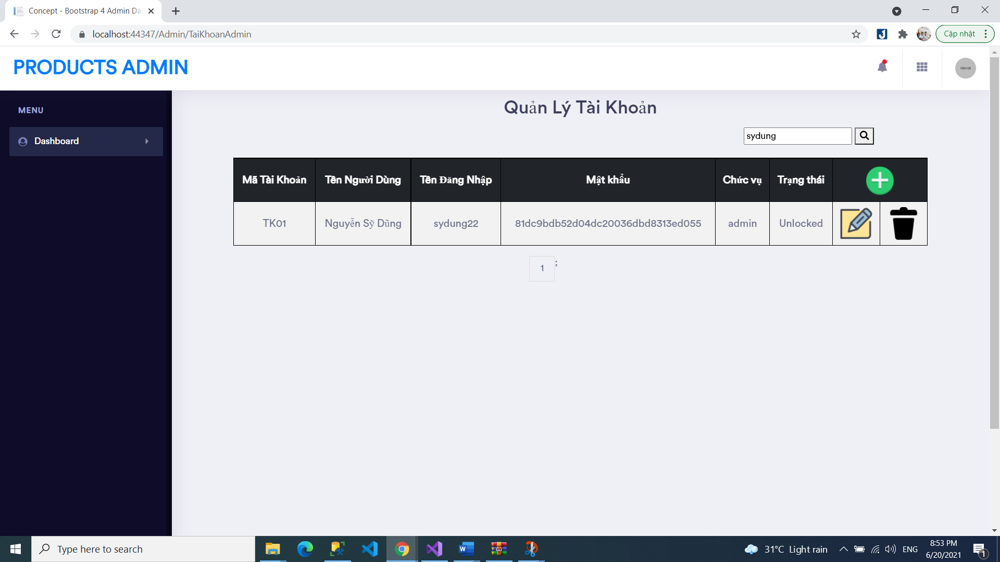 Concept - Bootstrap 4 Admin Da
localhost:44347/Admin/TaiKhoanAdmin
Cập nhật
PRODUCTS ADMIN
128x128
MENU
Dashboard
Quản Lý Tài Khoản
sydung
Mã Tài Khoản Tên Người Dùng Tên Đăng Nhập Mật khẩu Chức vụ Trạng thái
TK01 Nguyễn Sỹ Dũng sydung22 81dc9bdb52d04dc20036dbd8313ed055 admin Unlocked
1 ;
Type here to search
31°C Light rain
ENG
8:53 PM
6/20/2021
1